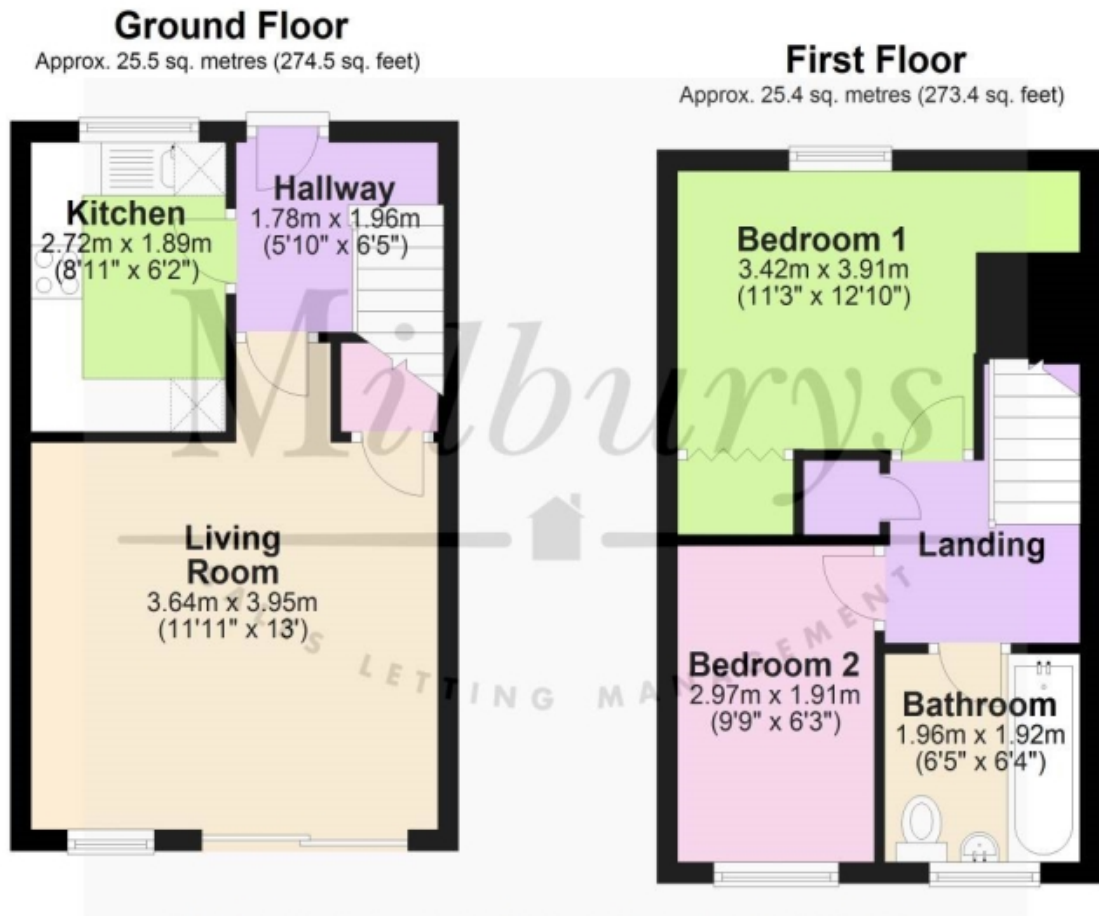 Ground Floor
Approx. 25.5 sq. metres (274.5 sq. feet)
Kitchen
2.72m x 1.89m
(8'11" x 6'2")
Hallway
1.78m x 1.96m
(5'10" x 6'5")
Living
Room
3.64m x 3.95m
(11'11" x 13')
First Floor
Approx. 25.4 sq. metres (273.4 sq. feet)
Bedroom 1
3.42m x 3.91m
(11'3" x 12'10")
Landing
Bedroom 2
2.97m x 1.91m
(9'9" x 6'3")
Bathroom
1.96m x 1.92m
(6'5" x 6'4")
Milburys
SALES LETTING MANAGEMENT